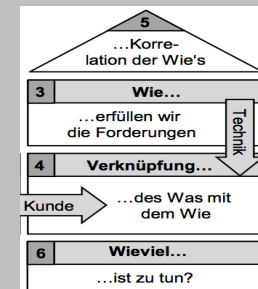 5
…Korre-
lation der Wie's
3 Wie…
…erfüllen wir
die Forderungen
Technik
4 Verknüpfung…
Kunde
…des Was mit
dem Wie
6 Wieviel…
…ist zu tun?